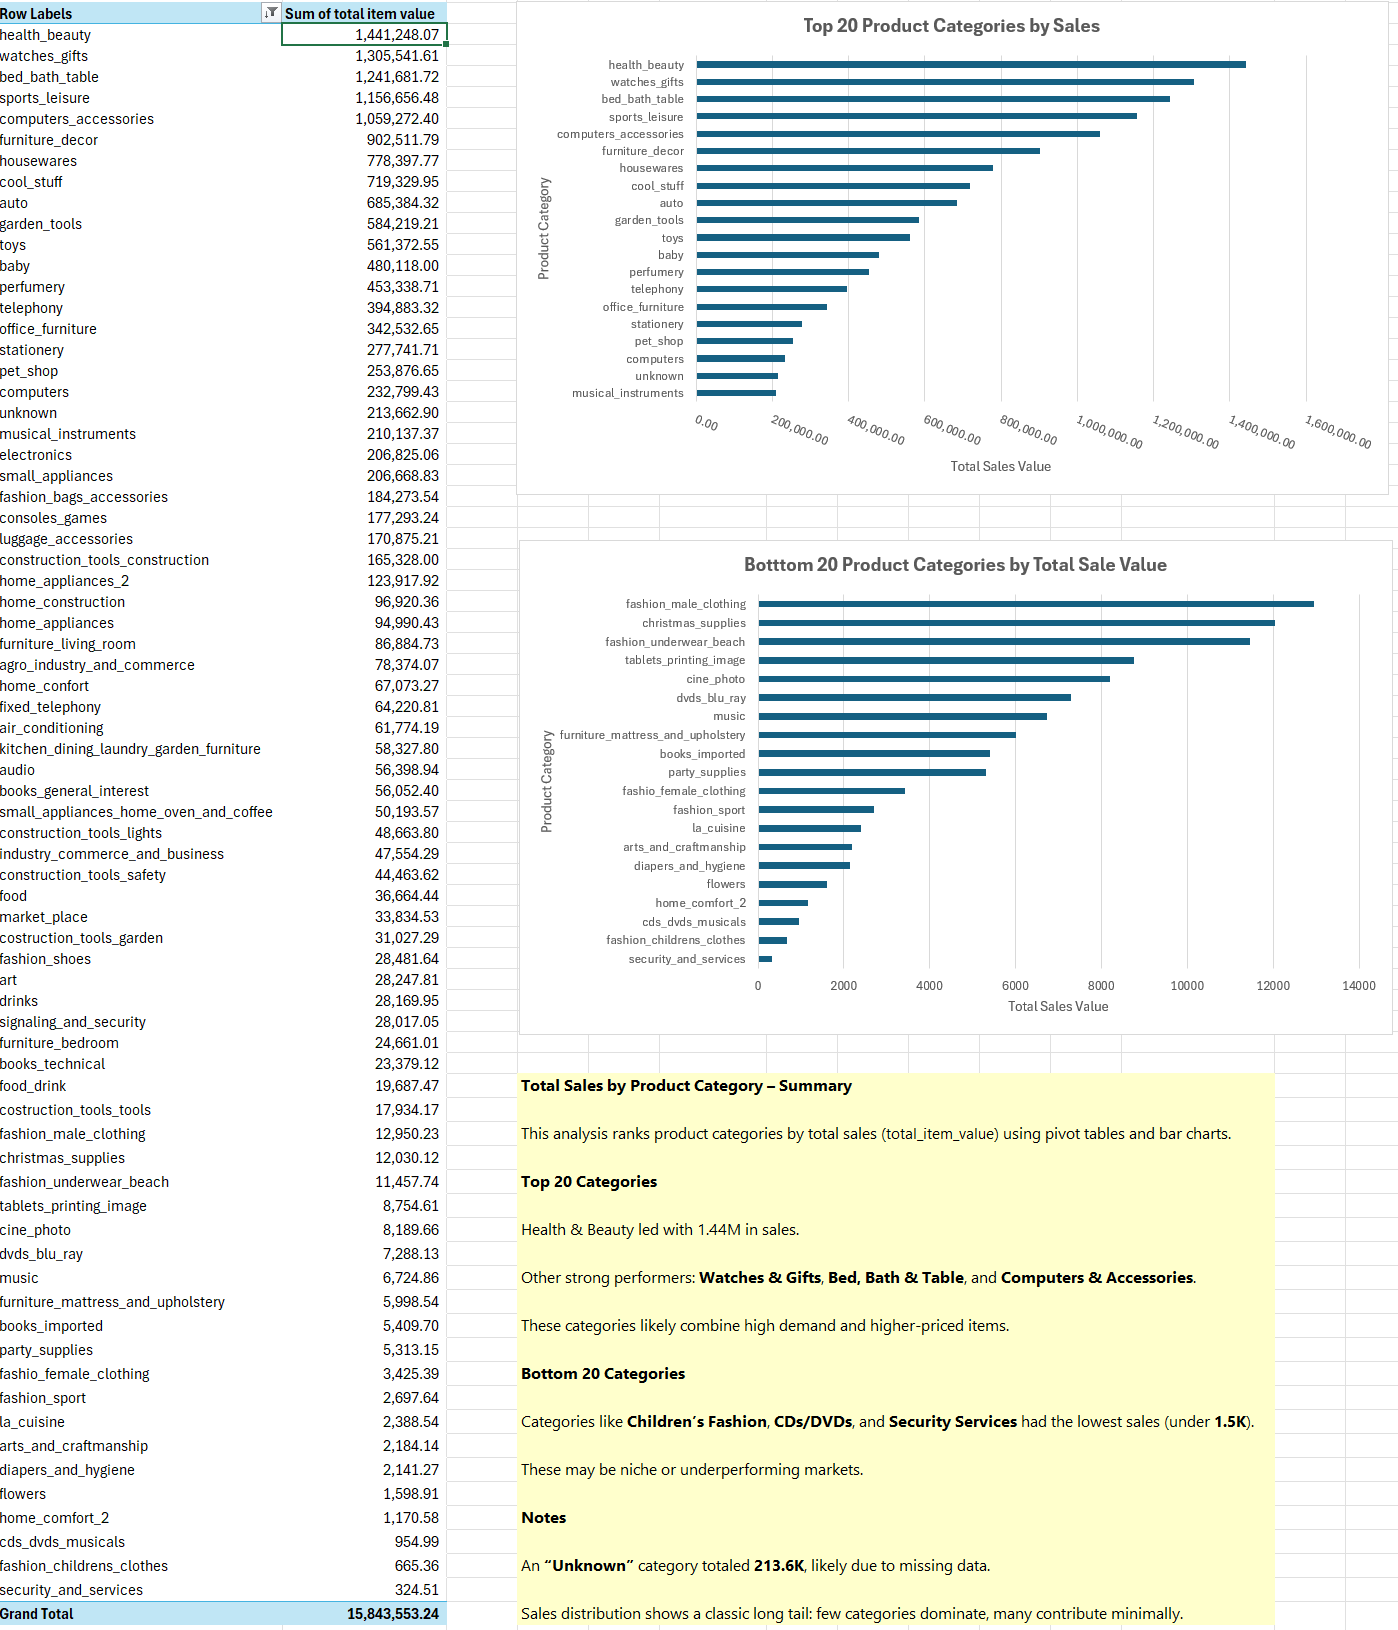 Row Labels Sum of total item value
health_beauty 1,441,248.07
watches_gifts 1,305,541.61
bed_bath_table 1,241,681.72
sports_leisure 1,156,656.48
computers_accessories 1,059,272.40
furniture_decor 902,511.79
housewares 778,397.77
cool_stuff 719,329.95
auto 685,384.32
garden_tools 584,219.21
toys 561,372.55
baby 480,118.00
perfumery 453,338.71
telephony 394,883.32
office_furniture 342,532.65
stationery 277,741.71
pet_shop 253,876.65
computers 232,799.43
unknown 213,662.90
musical_instruments 210,137.37
electronics 206,825.06
small_appliances 206,668.83
fashion_bags_accessories 184,273.54
consoles_games 177,293.24
luggage_accessories 170,875.21
construction_tools_construction 165,328.00
home_appliances_2 123,917.92
home_construction 96,920.36
home_appliances 94,990.43
furniture_living_room 86,884.73
agro_industry_and_commerce 78,374.07
home_confort 67,073.27
fixed_telephony 64,220.81
air_conditioning 61,774.19
kitchen_dining_laundry_garden_furniture 58,327.80
audio 56,398.94
books_general_interest 56,052.40
small_appliances_home_oven_and_coffee 50,193.57
construction_tools_lights 48,663.80
industry_commerce_and_business 47,554.29
construction_tools_safety 44,463.62
food 36,664.44
market_place 33,834.53
costruction_tools_garden 31,027.29
fashion_shoes 28,481.64
art 28,247.81
drinks 28,169.95
signaling_and_security 28,017.05
furniture_bedroom 24,661.01
books_technical 23,379.12
food_drink 19,687.47
costruction_tools_tools 17,934.17
fashion_male_clothing 12,950.23
christmas_supplies 12,030.12
fashion_underwear_beach 11,457.74
tablets_printing_image 8,754.61
cine_photo 8,189.66
dvds_blu_ray 7,288.13
music 6,724.86
furniture_mattress_and_upholstery 5,998.54
books_imported 5,409.70
party_supplies 5,313.15
fashio_female_clothing 3,425.39
fashion_sport 2,697.64
la_cuisine 2,388.54
arts_and_craftmanship 2,184.14
diapers_and_hygiene 2,141.27
flowers 1,598.91
home_comfort_2 1,170.58
cds_dvds_musicals 954.99
fashion_childrens_clothes 665.36
security_and_services 324.51
Grand Total 15,843,553.24
Top 20 Product Categories by Sales
Product Category
health_beauty
watches_gifts
bed_bath_table
sports_leisure
computers_accessories
furniture_decor
housewares
cool_stuff
auto
garden_tools
toys
baby
perfumery
telephony
office_furniture
stationery
pet_shop
computers
unknown
musical_instruments
0.00 200,000.00 400,000.00 600,000.00 800,000.00 1,000,000.00 1,200,000.00 1,400,000.00 1,600,000.00
Total Sales Value
Botttom 20 Product Categories by Total Sale Value
Product Category
fashion_male_clothing
christmas_supplies
fashion_underwear_beach
tablets_printing_image
cine_photo
dvds_blu_ray
music
furniture_mattress_and_upholstery
books_imported
party_supplies
fashio_female_clothing
fashion_sport
la_cuisine
arts_and_craftmanship
diapers_and_hygiene
flowers
home_comfort_2
cds_dvds_musicals
fashion_childrens_clothes
security_and_services
0 2000 4000 6000 8000 10000 12000 14000
Total Sales Value
Total Sales by Product Category – Summary
This analysis ranks product categories by total sales (total_item_value) using pivot tables and bar charts.
Top 20 Categories
Health & Beauty led with 1.44M in sales.
Other strong performers: Watches & Gifts, Bed, Bath & Table, and Computers & Accessories.
These categories likely combine high demand and higher-priced items.
Bottom 20 Categories
Categories like Children’s Fashion, CDs/DVDs, and Security Services had the lowest sales (under 1.5K).
These may be niche or underperforming markets.
Notes
An “Unknown” category totaled 213.6K, likely due to missing data.
Sales distribution shows a classic long tail: few categories dominate, many contribute minimally.